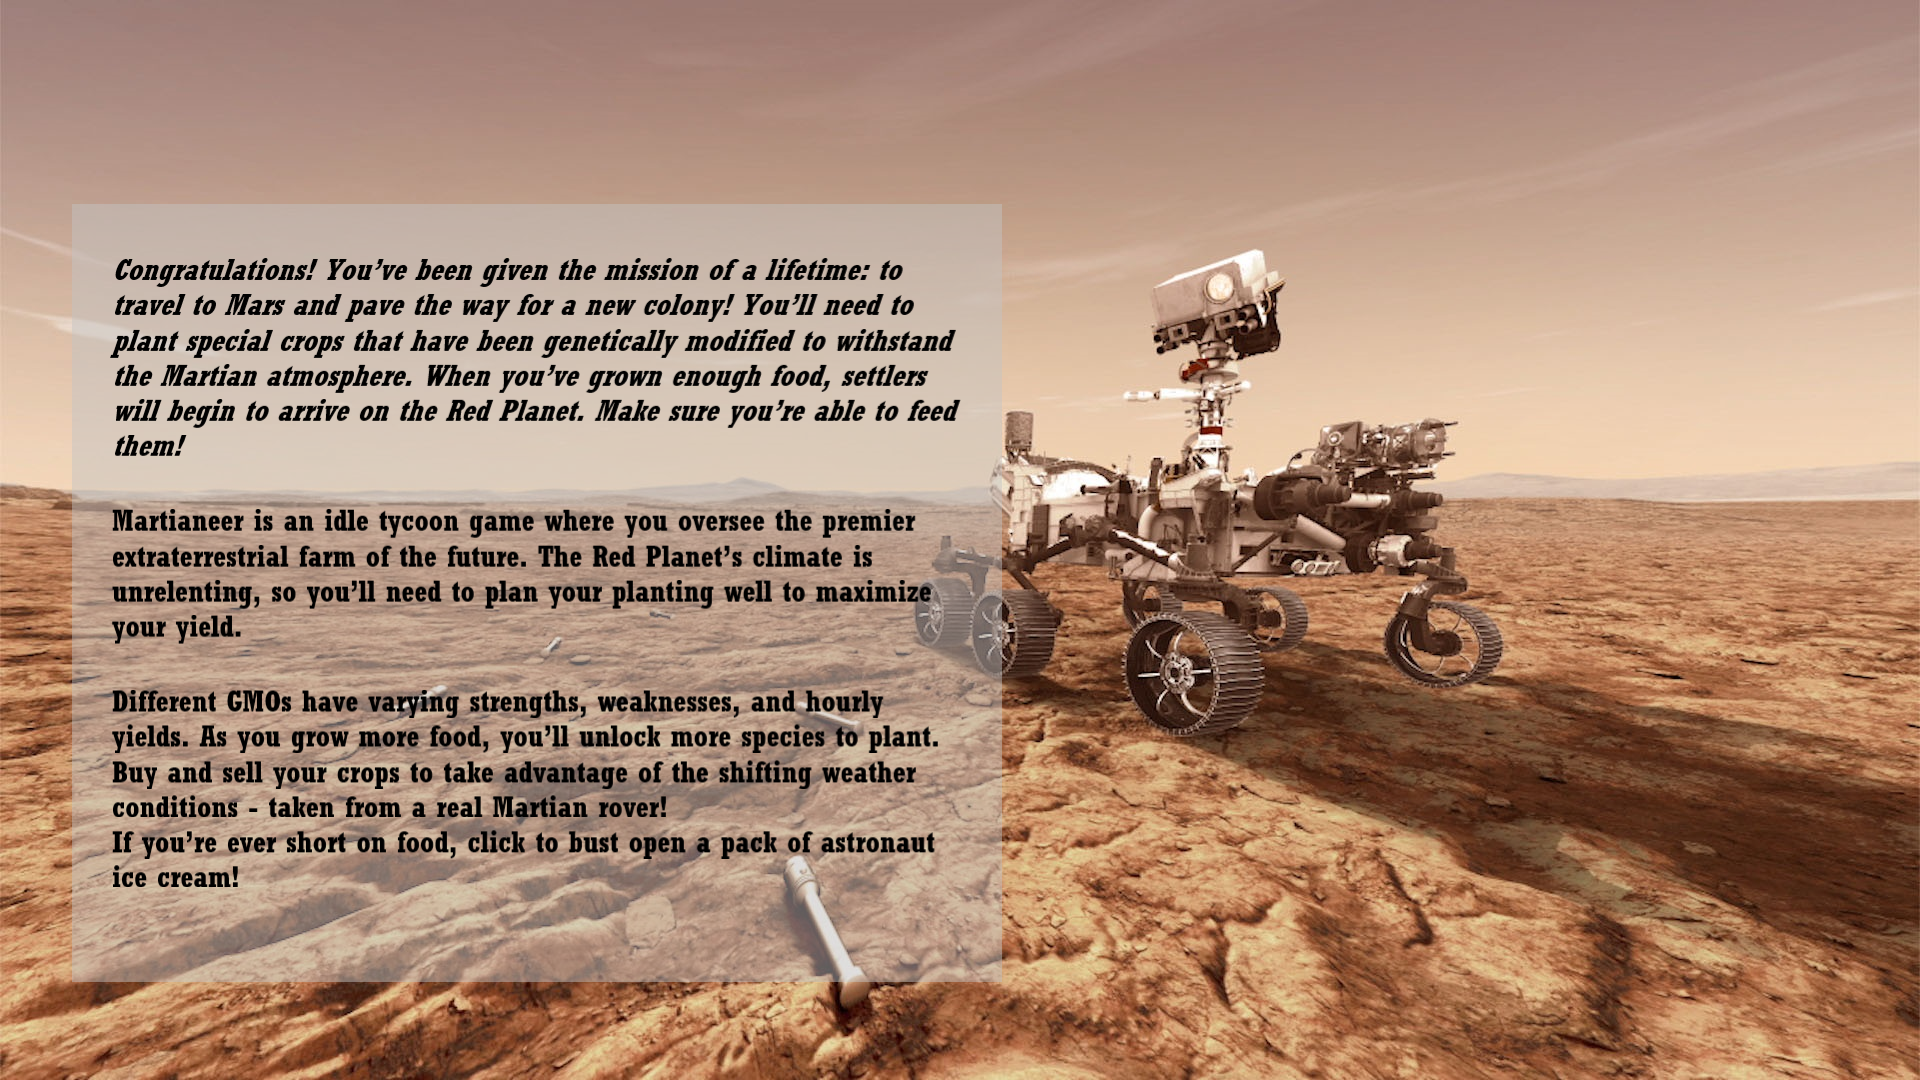 Congratulations! You’ve been given the mission of a lifetime: to
travel to Mars and pave the way for a new colony! You’ll need to
plant special crops that have been genetically modified to withstand
the Martian atmosphere. When you’ve grown enough food, settlers
will begin to arrive on the Red Planet. Make sure you’re able to feed
them!
Martianeer is an idle tycoon game where you oversee the premier
extraterrestrial farm of the future. The Red Planet’s climate is
unrelenting, so you’ll need to plan your planting well to maximize
your yield.
Different GMOs have varying strengths, weaknesses, and hourly
yields. As you grow more food, you’ll unlock more species to plant.
Buy and sell your crops to take advantage of the shifting weather
conditions - taken from a real Martian rover!
If you’re ever short on food, click to bust open a pack of astronaut
ice cream!